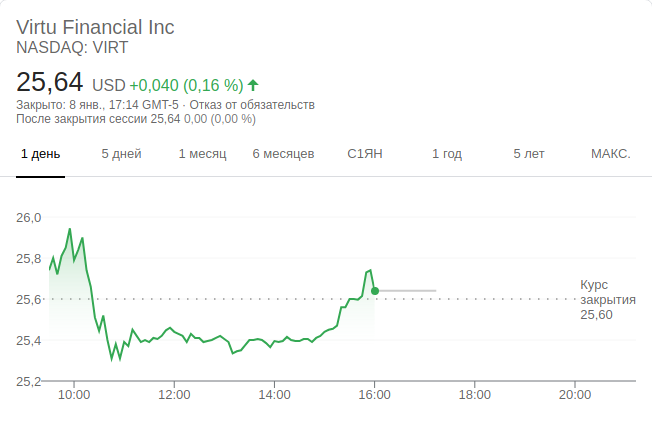 Virtu Financial Inc
NASDAQ: VIRT
25,64 USD +0,040 (0,16 %)
Закрыто: 8 янв., 17:14 GMT-5 · Отказ от обязательств
После закрытия сессии 25,64 0,00 (0,00 %)
1 день 5 дней 1 месяц 6 месяцев С1ЯН 1 год 5 лет МАКС.
26,0
25,8
25,6
25,4
25,2
Курс
закрытия
25,60
10:00 12:00 14:00 16:00 18:00 20:00